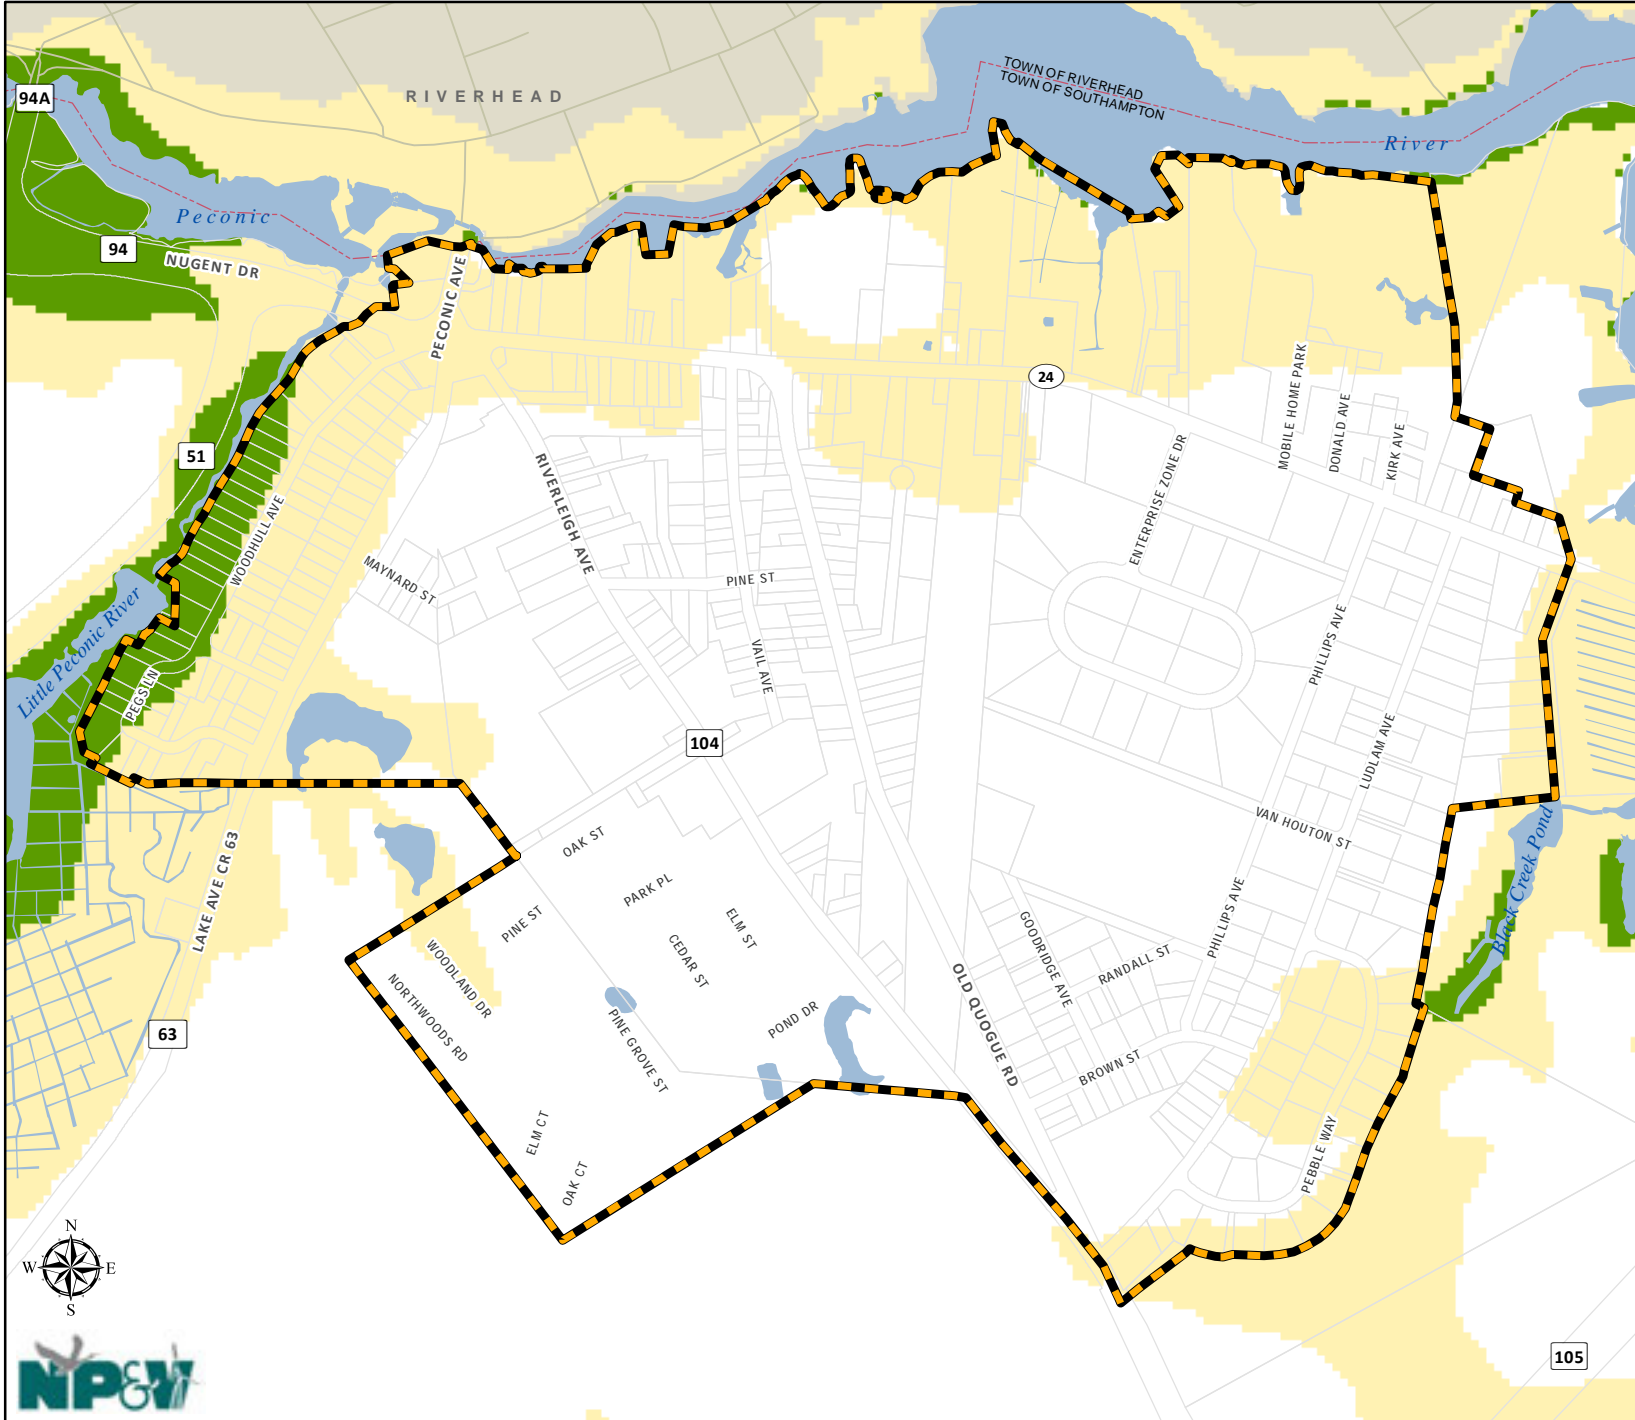 TOWN OF RIVERHEAD
TOWN OF SOUTHAMPTON
RIVERHEAD
94A
River
Peconic
94
NUGENT DR
PECONIC AVE
24
MOBILE HOME PARK
DONALD AVE
KIRK AVE
51
RIVERLEIGH AVE
ENTERPRISE ZONE DR
WOODHULL AVE
MAYNARD ST
PINE ST
Little Peconic River
PEGS LN
VAIL AVE
PHILLIPS AVE
104
LUDLAM AVE
VAN HOUTON ST
OAK ST
LAKE AVE CR 63
PARK PL
Black Creek Pond
PINE ST
ELM ST
PHILLIPS AVE
WOODLAND DR
CEDAR ST
GOODRIDGE AVE
RANDALL ST
NORTHWOODS RD
OLD QUOGUE RD
63
PINE GROVE ST
POND DR
BROWN ST
ELM CT
OAK CT
PEBBLE WAY
N
W
E
S
105
NP&V